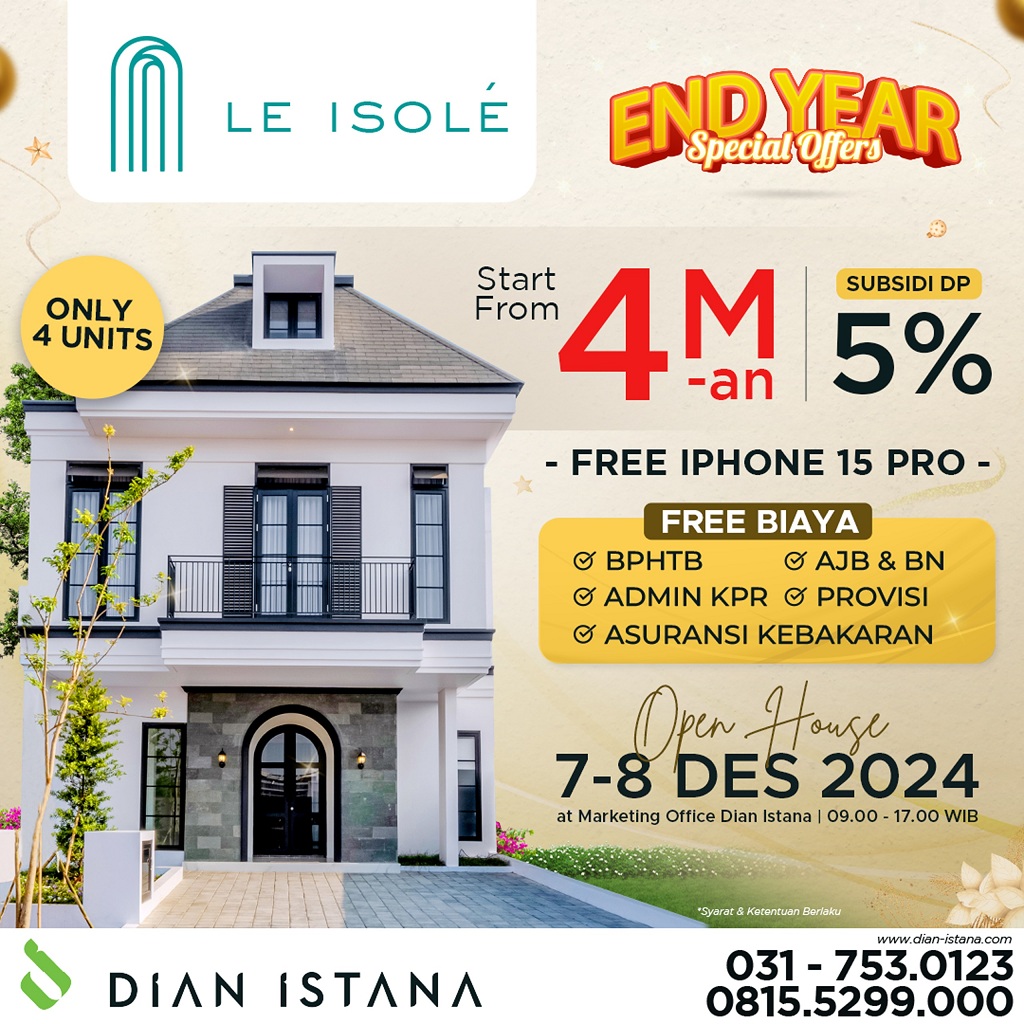 LE ISOLÉ
END YEAR
Special Offers
ONLY
4 UNITS
Start
From
4 M
-an
SUBSIDI DP
5%
- FREE IPHONE 15 PRO -
FREE BIAYA
BPHTB
AJB & BN
ADMIN KPR
PROVISI
ASURANSI KEBAKARAN
Open House
7-8 DES 2024
at Marketing Office Dian Istana | 09.00 - 17.00 WIB
*Syarat & Ketentuan Berlaku
www.dian-istana.com
DIAN ISTANA
031 - 753.0123
0815.5299.000